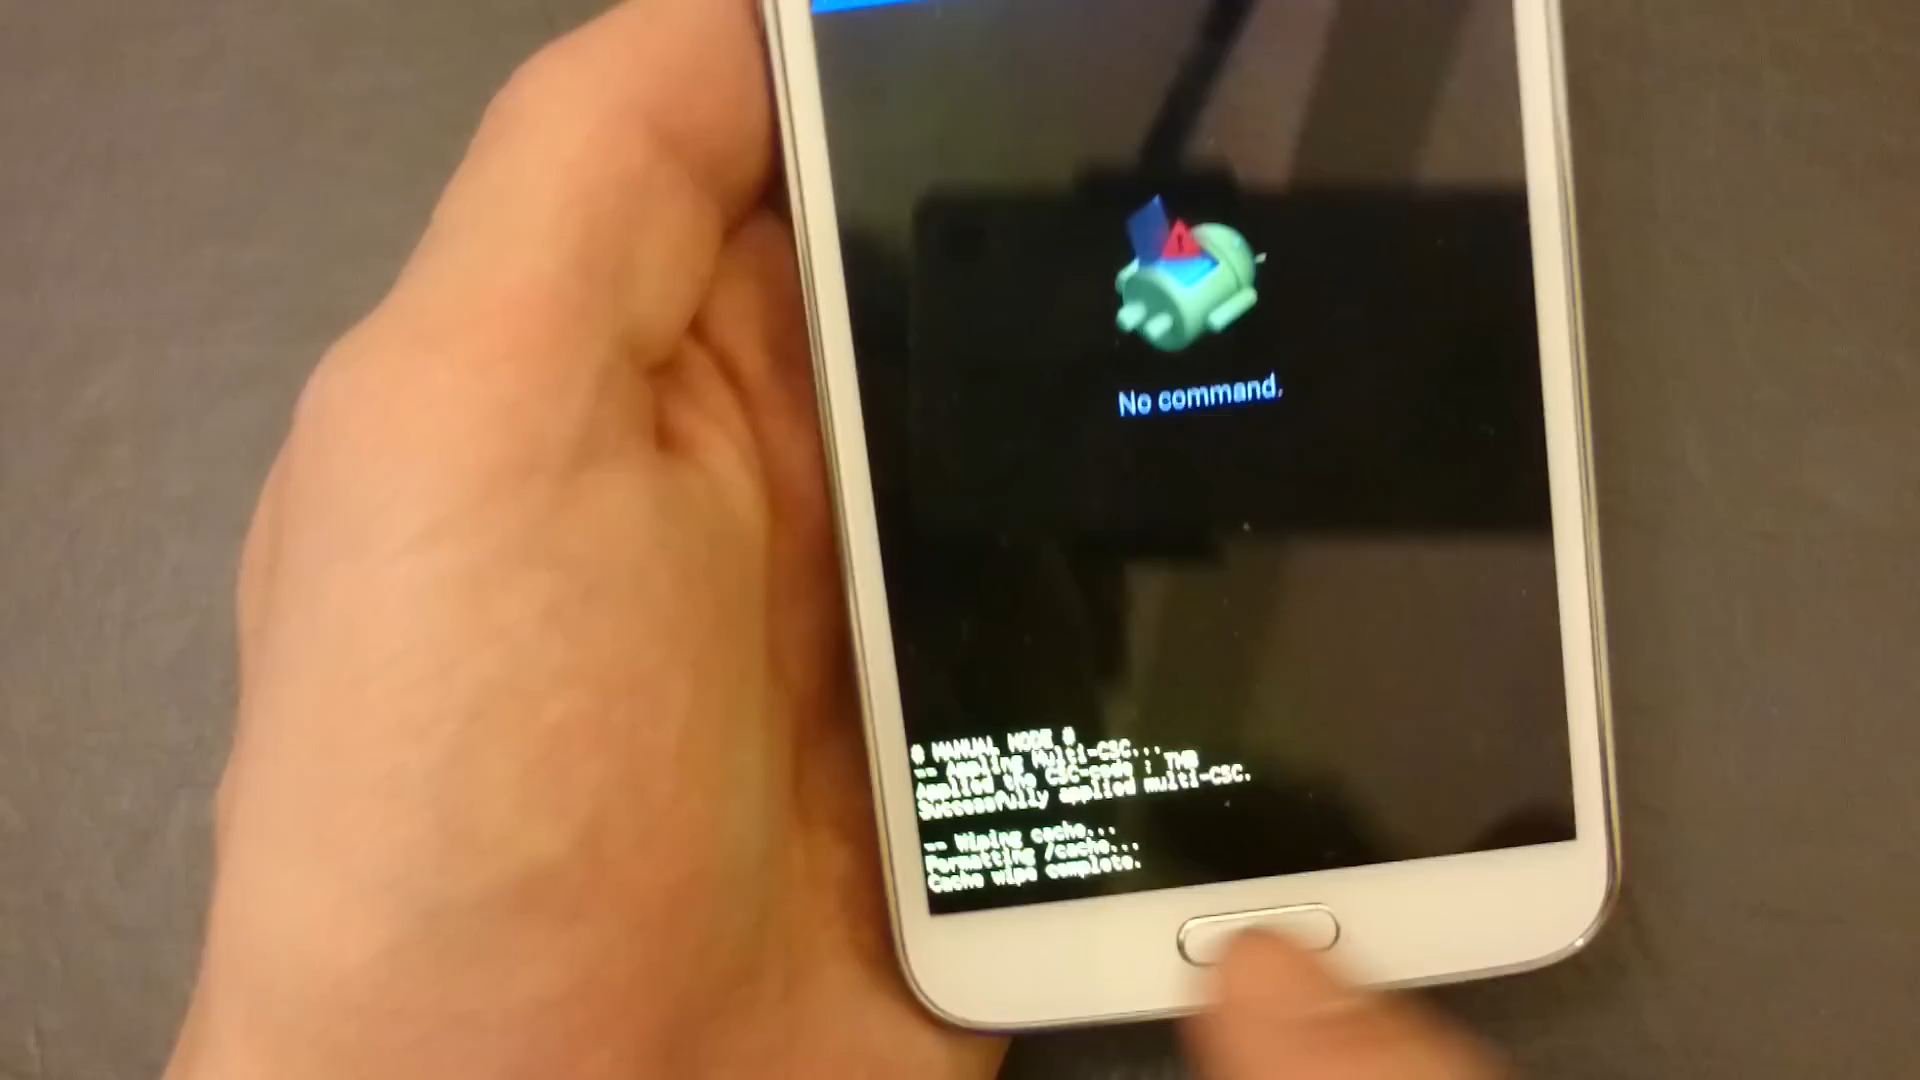 No command.
# MANUAL MODE #
-- Appling Multi-CSC...
Applied the CSC-code : TMB
Successfully applied multi-CSC.
-- Wiping cache...
Formatting /cache...
Cache wipe complete.